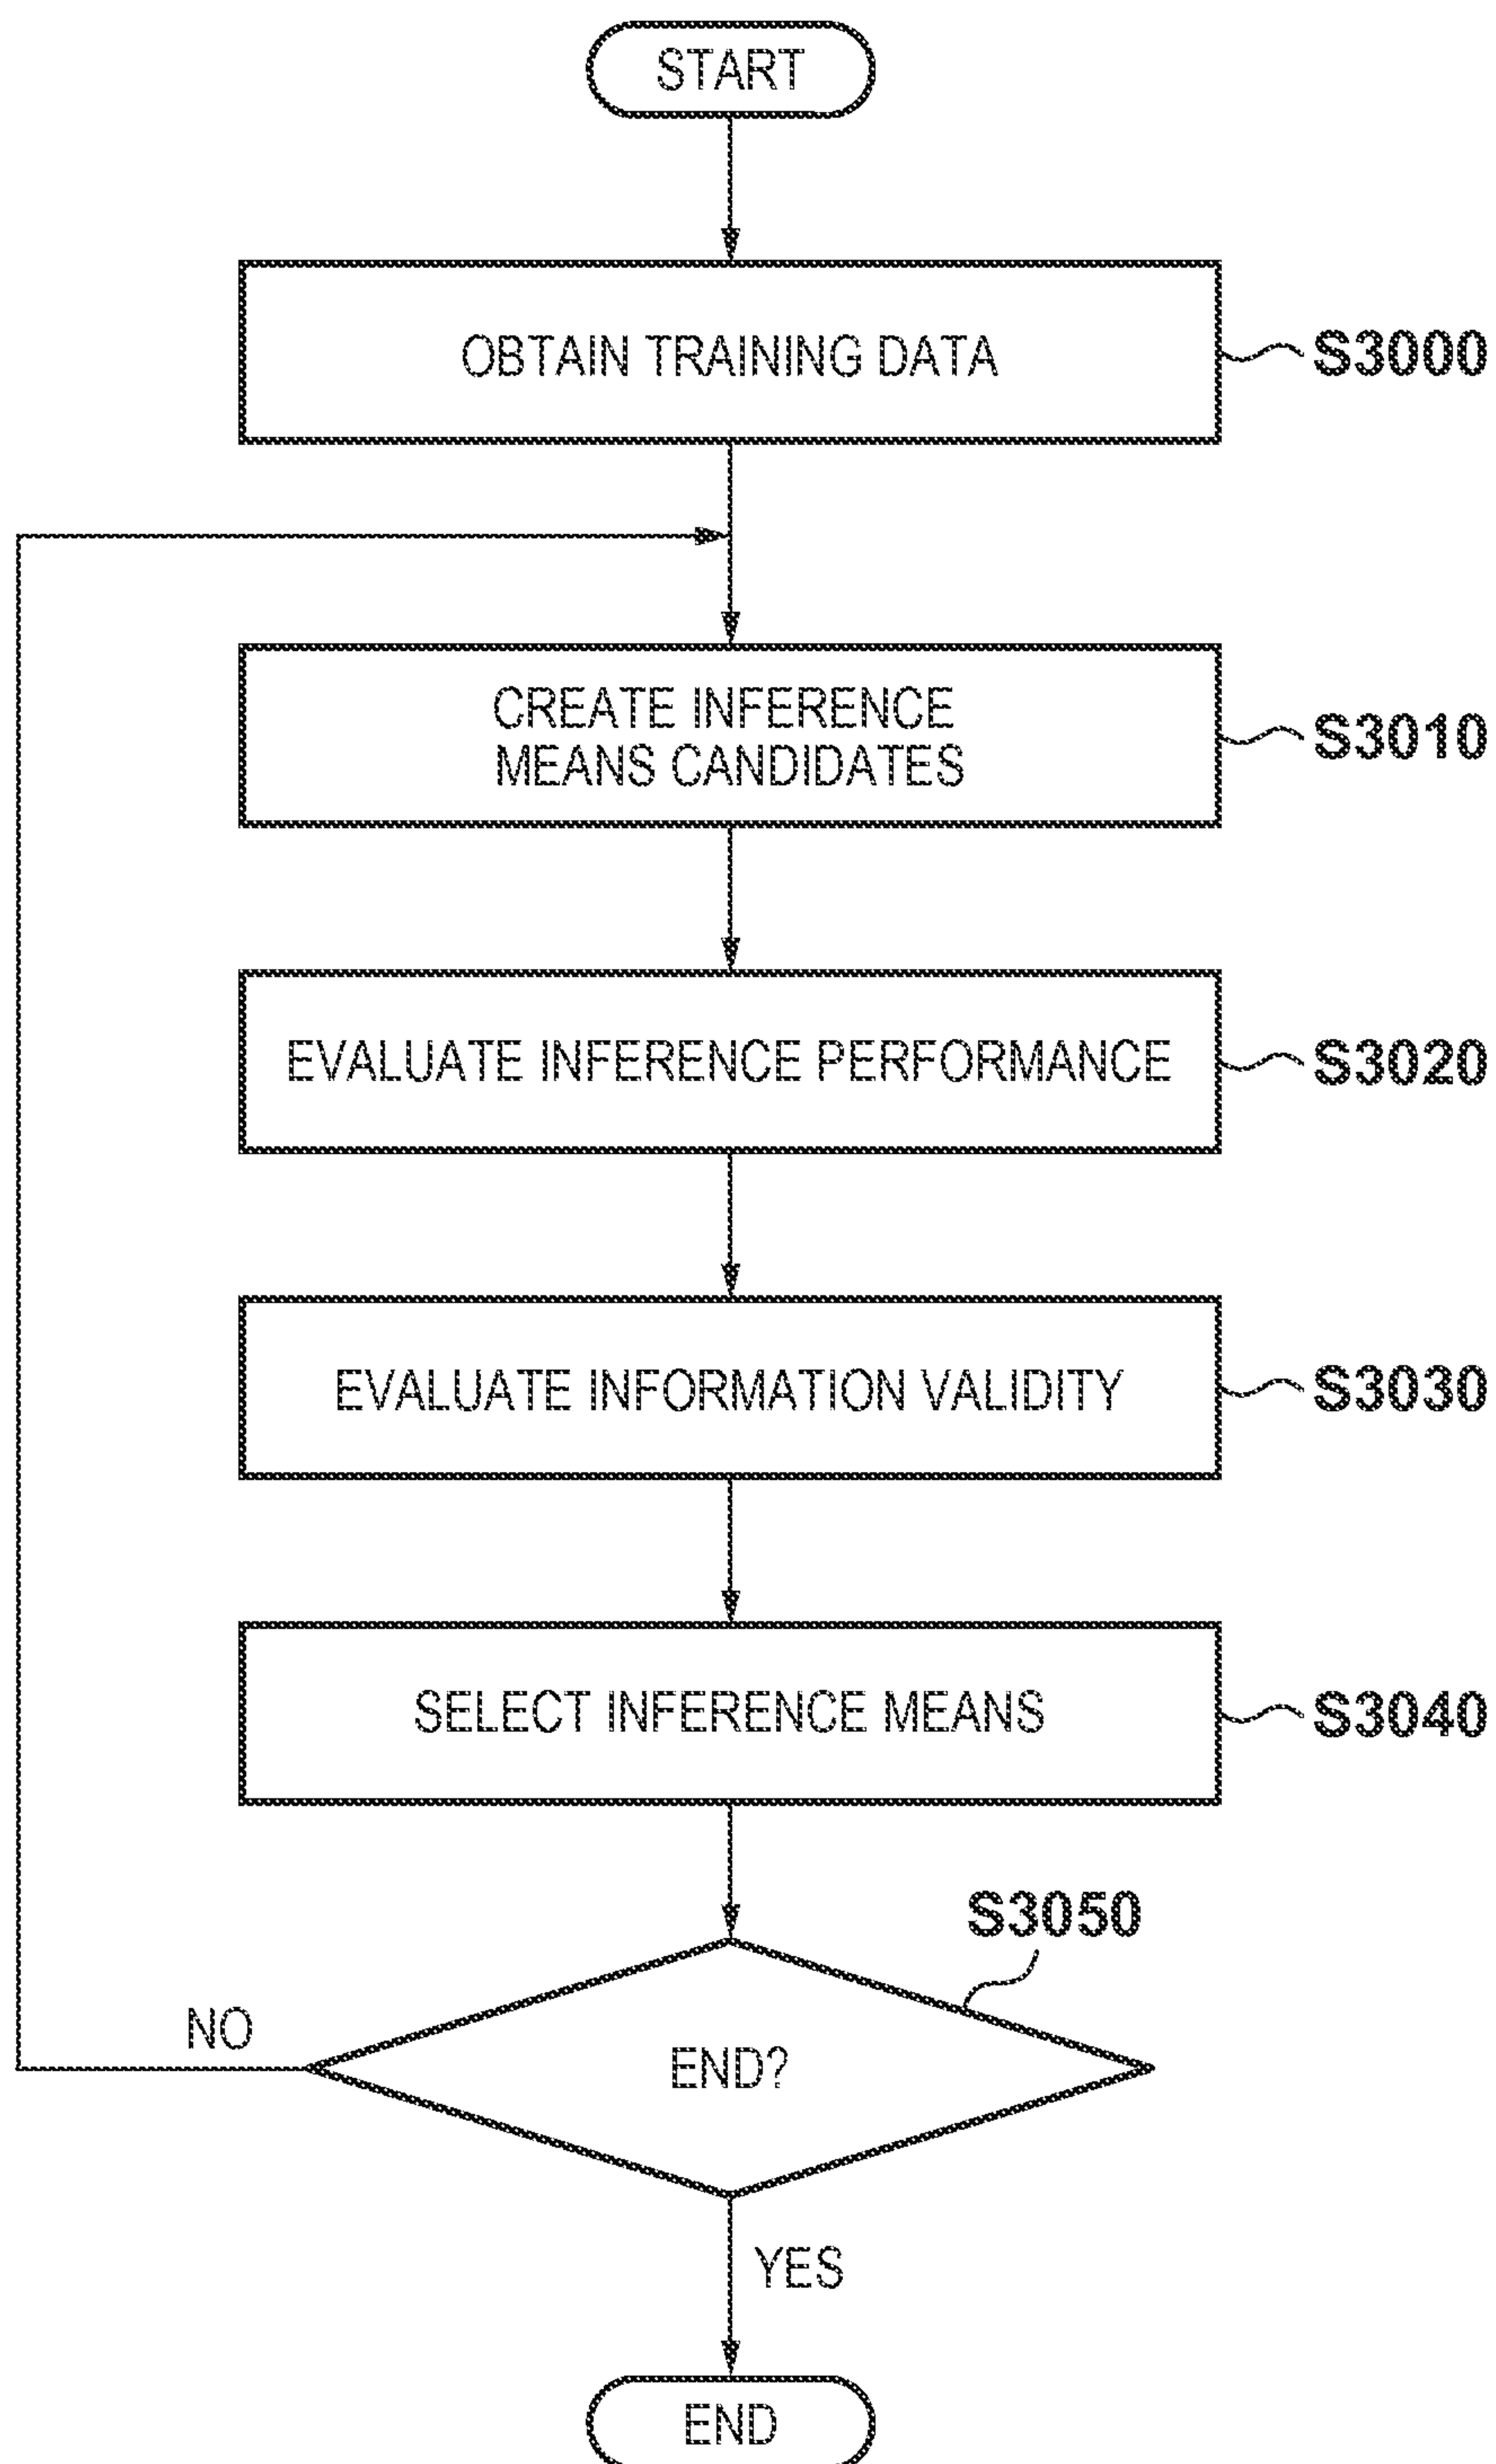 START
OBTAIN TRAINING DATA
S3000
CREATE INFERENCE
MEANS CANDIDATES
S3010
EVALUATE INFERENCE PERFORMANCE
S3020
EVALUATE INFORMATION VALIDITY
S3030
SELECT INFERENCE MEANS
S3040
S3050
NO
END?
YES
END